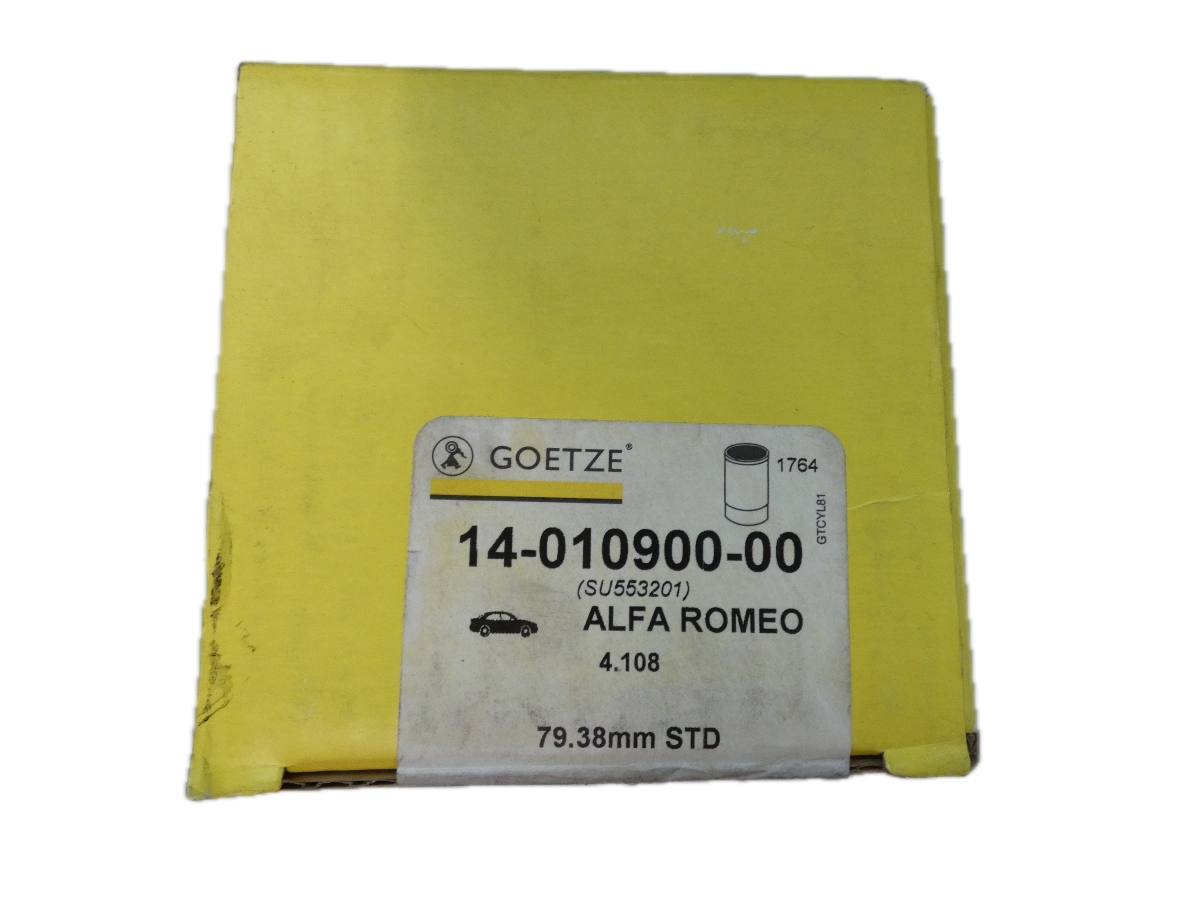 GOETZE®
1764
GTCYL81
14-010900-00
(SU553201)
ALFA ROMEO
4.108
79.38mm STD